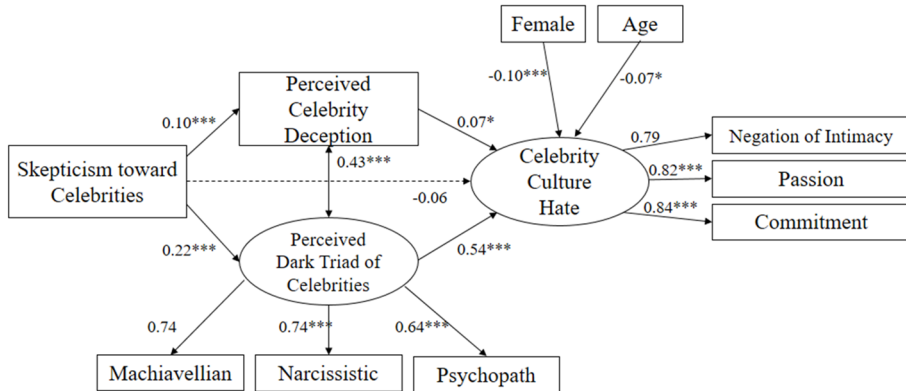 Female
Age
-0.10***
-0.07*
Perceived
Celebrity
Deception
0.10***
0.07*
Skepticism toward
Celebrities
0.43***
-0.06
Celebrity
Culture
Hate
0.79
Negation of Intimacy
0.82***
Passion
0.84***
Commitment
0.22***
Perceived
Dark Triad of
Celebrities
0.54***
0.74
0.74***
0.64***
Machiavellian
Narcissistic
Psychopath